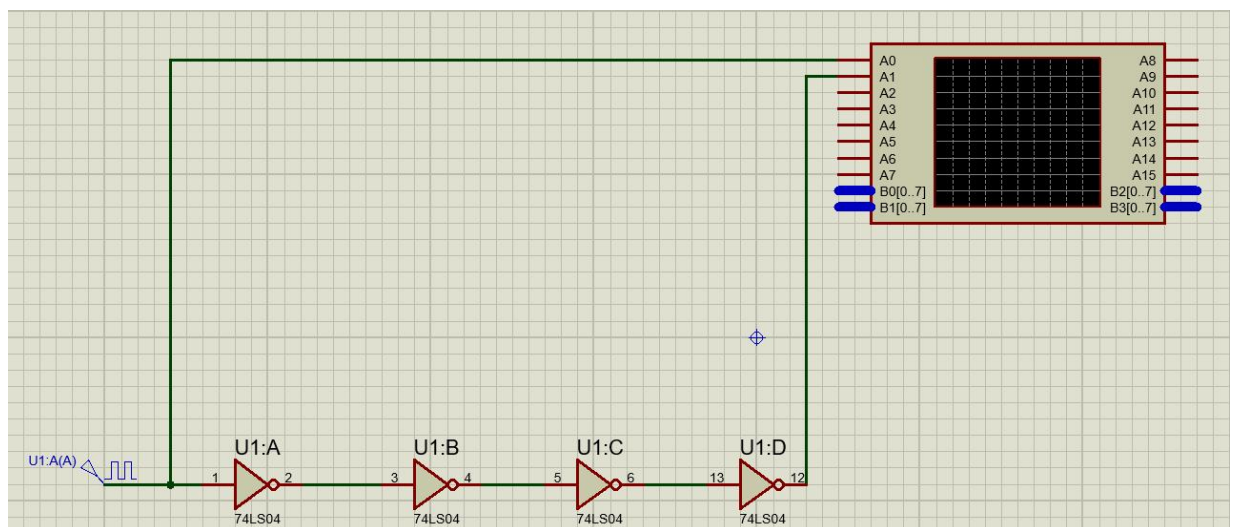 A0 A8
A1 A9
A2 A10
A3 A11
A4 A12
A5 A13
A6 A14
A7 A15
B0[0..7] B2[0..7]
B1[0..7] B3[0..7]
U1:A U1:B U1:C U1:D
U1:A(A)
1 2 3 4 5 6 13 12
74LS04 74LS04 74LS04 74LS04